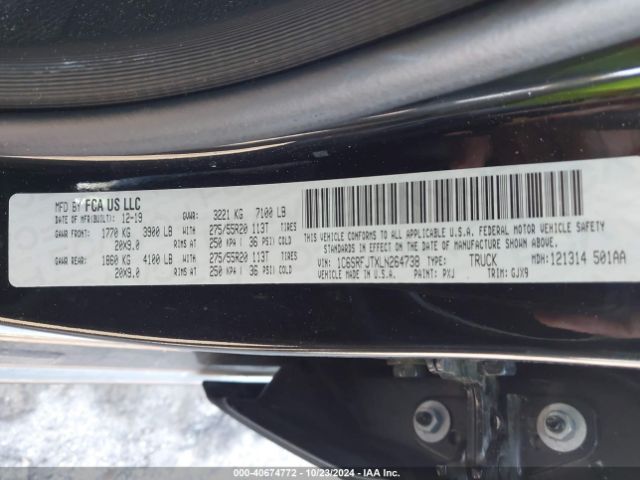 MFD BY FCA US LLC
DATE OF MFR(BUILT): 12-19 GVWR: 3221 KG 7100 LB
GAWR FRONT: 1770 KG 3900 LB WITH 275/55R20 113T TIRES
20X9.0 RIMS AT 250 KPA( 36 PSI) COLD
GAWR REAR: 1860 KG 4100 LB WITH 275/55R20 113T TIRES
20X9.0 RIMS AT 250 KPA( 36 PSI) COLD
THIS VEHICLE CONFORMS TO ALL APPLICABLE U.S.A. FEDERAL MOTOR VEHICLE SAFETY
STANDARDS IN EFFECT ON THE DATE OF MANUFACTURE SHOWN ABOVE.
VIN: 1C6SRFJTXLN264738 TYPE: TRUCK MDH:121314 501AA
MADE IN U.S.A. PAINT: PXJ TRIM: GJX9
000-40674772 - 10/23/2024 - IAA Inc.